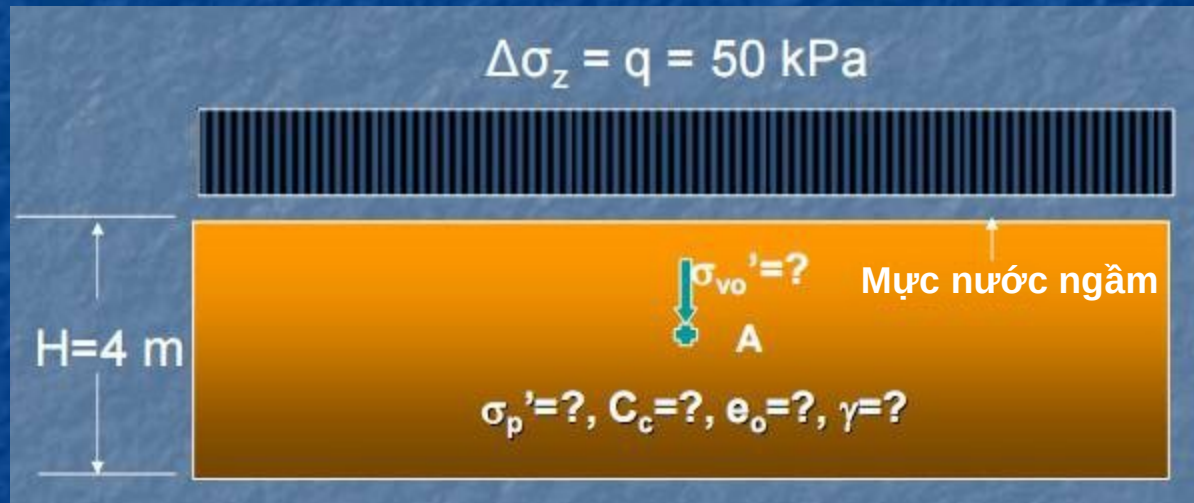 Δσz = q = 50 kPa
σvo’=?
Mực nước ngầm
A
H=4 m
σp’=?, Cc=?, eo=?, γ=?